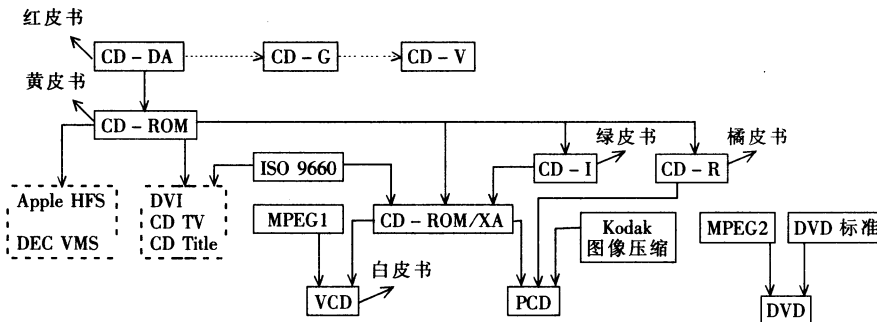 红皮书
CD-DA
CD-G
CD-V
黄皮书
CD-ROM
绿皮书
橘皮书
ISO 9660
CD-I
CD-R
Apple HFS
DEC VMS
DVI
CD TV
CD Title
MPEG1
CD-ROM/XA
Kodak
图像压缩
MPEG2
DVD 标准
白皮书
VCD
PCD
DVD